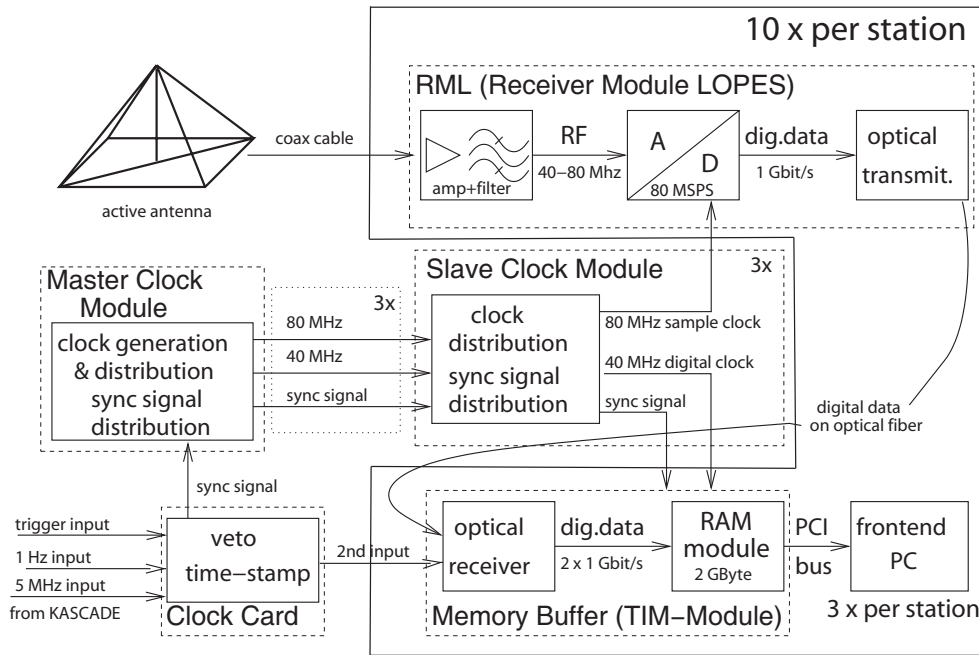 10 x per station
RML (Receiver Module LOPES)
coax cable
amp+filter
RF
40–80 Mhz
A
D
80 MSPS
dig.data
1 Gbit/s
optical
transmit.
active antenna
Master Clock
Module
clock generation
& distribution
sync signal
distribution
3x
80 MHz
40 MHz
sync signal
Slave Clock Module
3x
clock
distribution
sync signal
distribution
80 MHz sample clock
40 MHz digital clock
sync signal
digital data
on optical fiber
sync signal
trigger input
1 Hz input
5 MHz input
from KASCADE
veto
time–stamp
Clock Card
2nd input
optical
receiver
dig.data
2 x 1 Gbit/s
RAM
module
2 GByte
Memory Buffer (TIM–Module)
PCI
bus
frontend
PC
3 x per station